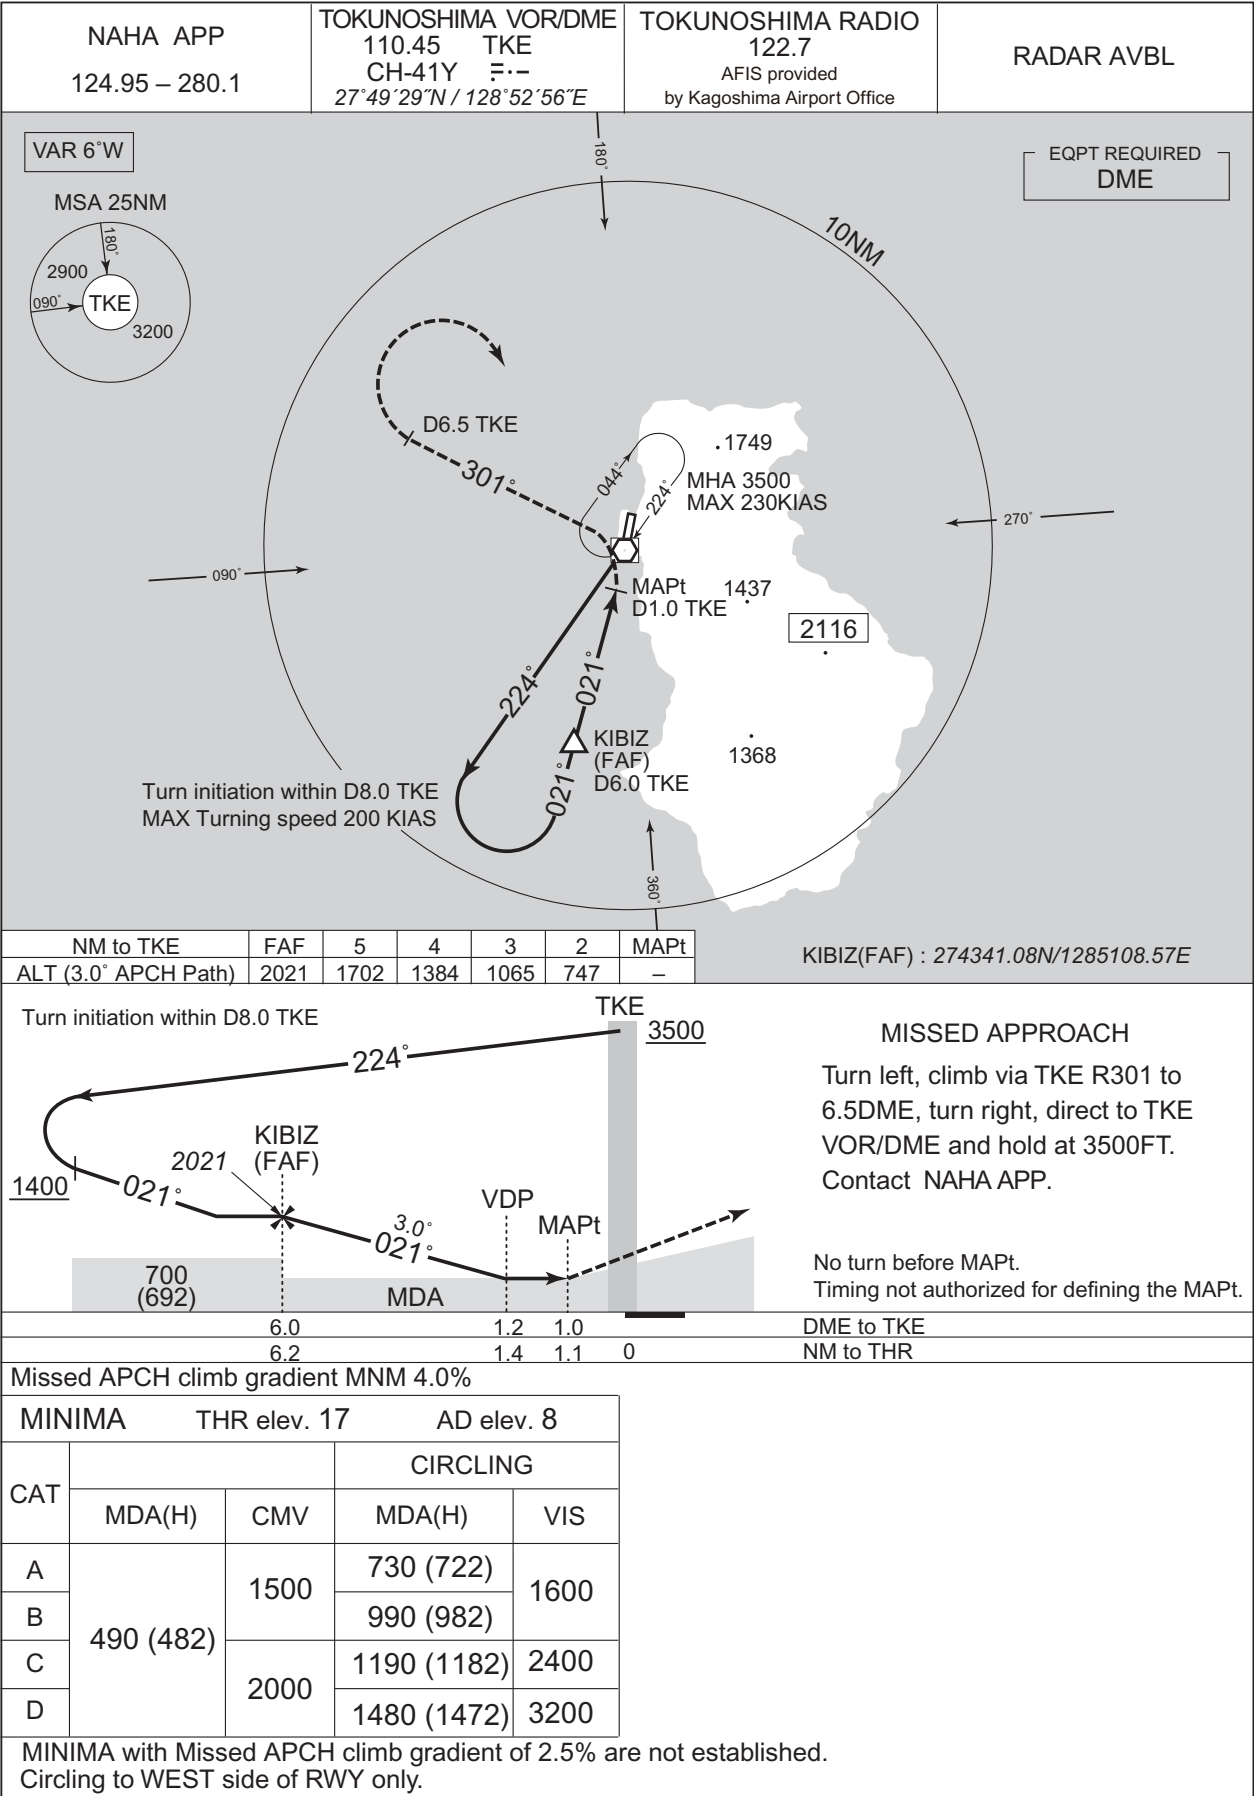 NAHA APP
124.95 – 280.1
TOKUNOSHIMA VOR/DME
110.45 TKE
CH-41Y
27°49´29˝N / 128°52´56˝E
TOKUNOSHIMA RADIO
122.7
AFIS provided
by Kagoshima Airport Office
RADAR AVBL
VAR 6°W
MSA 25NM
180°
2900
090°
TKE
3200
180°
EQPT REQUIRED
DME
10NM
D6.5 TKE
301°
044°
224°
1749
MHA 3500
MAX 230KIAS
270°
090°
MAPt
D1.0 TKE
1437
2116
224°
021°
KIBIZ
(FAF)
D6.0 TKE
1368
021°
Turn initiation within D8.0 TKE
MAX Turning speed 200 KIAS
360°
NM to TKE FAF 5 4 3 2 MAPt
ALT (3.0° APCH Path) 2021 1702 1384 1065 747 –
KIBIZ(FAF) : 274341.08N/1285108.57E
Turn initiation within D8.0 TKE
TKE
3500
224°
KIBIZ
(FAF)
2021
1400
021°
3.0°
021°
VDP
MAPt
700
(692)
MDA
MISSED APPROACH
Turn left, climb via TKE R301 to
6.5DME, turn right, direct to TKE
VOR/DME and hold at 3500FT.
Contact NAHA APP.
No turn before MAPt.
Timing not authorized for defining the MAPt.
6.0 1.2 1.0 DME to TKE
6.2 1.4 1.1 0 NM to THR
Missed APCH climb gradient MNM 4.0%
MINIMA THR elev. 17 AD elev. 8
CAT
CIRCLING
MDA(H) CMV MDA(H) VIS
A 490 (482) 1500 730 (722) 1600
B 990 (982)
C 2000 1190 (1182) 2400
D 1480 (1472) 3200
MINIMA with Missed APCH climb gradient of 2.5% are not established.
Circling to WEST side of RWY only.